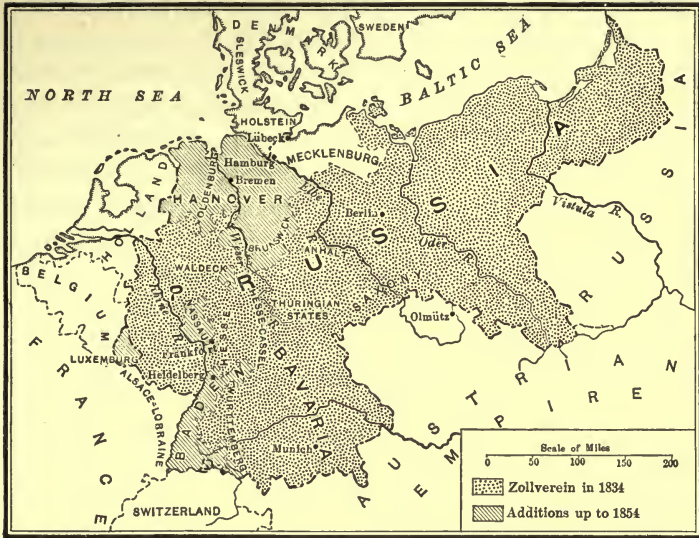 DENMARK
SWEDEN
NORTH SEA
SLESWICK
BALTIC SEA
HOLSTEIN
Lübeck
MECKLENBURG
Hamburg
Bremen
OLDENBURG
HANOVER
Elbe
HOLLAND
BELGIUM
Berlin
BRUNSWICK
Weser
ANHALT
Oder R.
Vistula R.
RUSSIA
PRUSSIA
WALDECK
Rhine R.
SAXONY
HESSE-CASSEL
THURINGIAN
STATES
NASSAU
HESSE
Frankfort
Olmütz
LUXEMBURG
Heidelberg
ALSACE-LORRAINE
FRANCE
BADEN
WURTEMBERG
BAVARIA
Munich
AUSTRIAN
EMPIRE
SWITZERLAND
Scale of Miles
0 50 100 150 200
Zollverein in 1834
Additions up to 1854